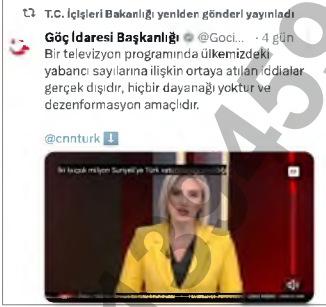 T.C. İçişleri Bakanlığı yeniden gönderi yayınladı
Göç İdaresi Başkanlığı @Goci... · 4 gün
Bir televizyon programında ülkemizdeki
yabancı sayılarına ilişkin ortaya atılan iddialar
gerçek dışıdır, hiçbir dayanağı yoktur ve
dezenformasyon amaçlıdır.
@cnnturk ⬇️
İki buçuk milyon Suriyeli'ye Türk